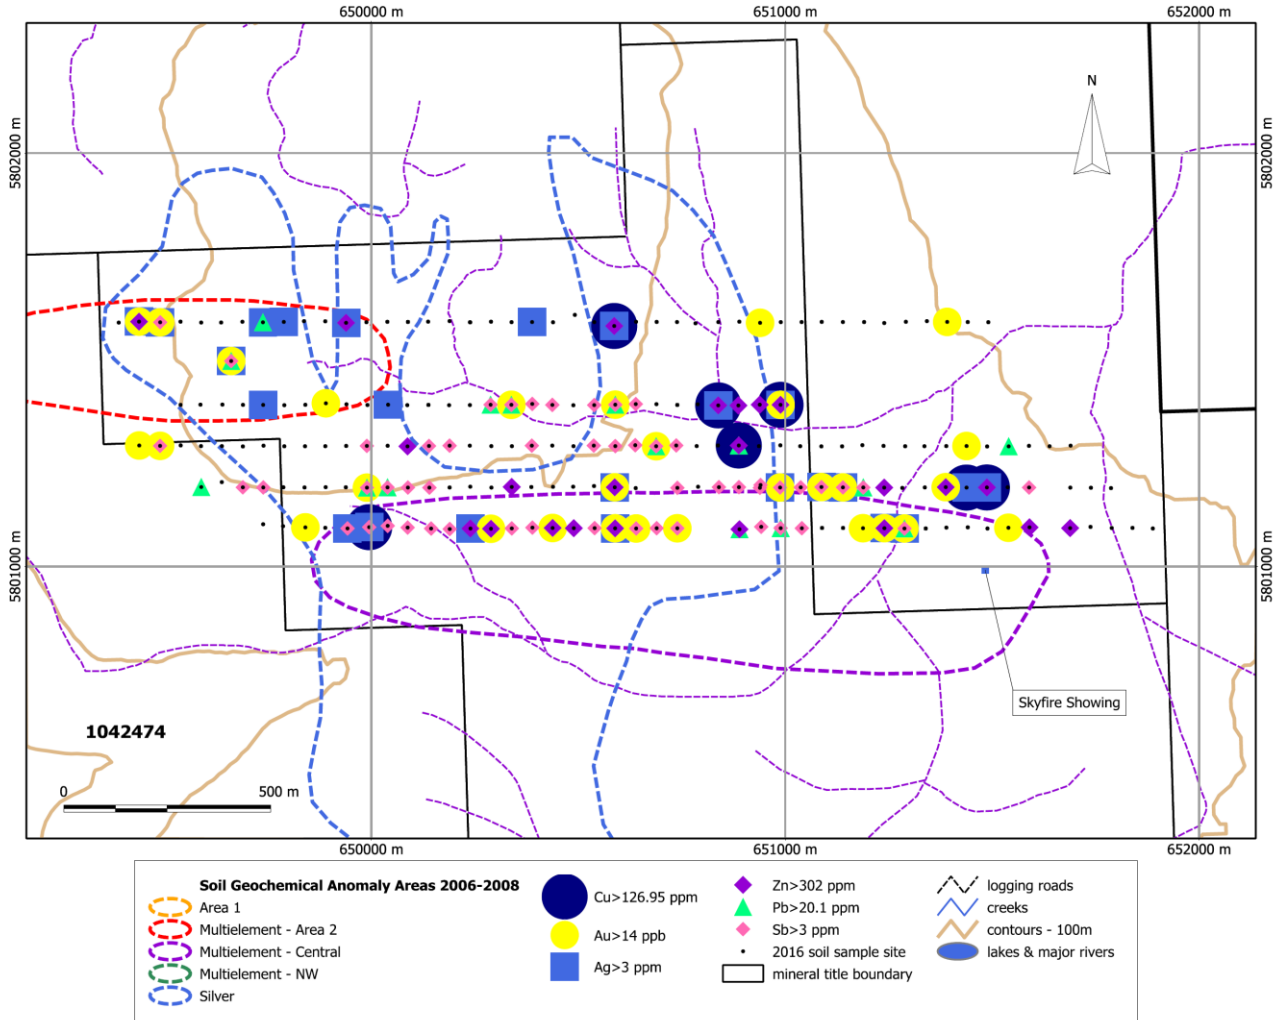 650000 m
651000 m
652000 m
N
5802000 m
5802000 m
5801000 m
5801000 m
Skyfire Showing
1042474
0
500 m
650000 m
651000 m
652000 m
Soil Geochemical Anomaly Areas 2006-2008
Area 1
Multielement - Area 2
Multielement - Central
Multielement - NW
Silver
Cu>126.95 ppm
Au>14 ppb
Ag>3 ppm
Zn>302 ppm
Pb>20.1 ppm
Sb>3 ppm
2016 soil sample site
mineral title boundary
logging roads
creeks
contours - 100m
lakes & major rivers